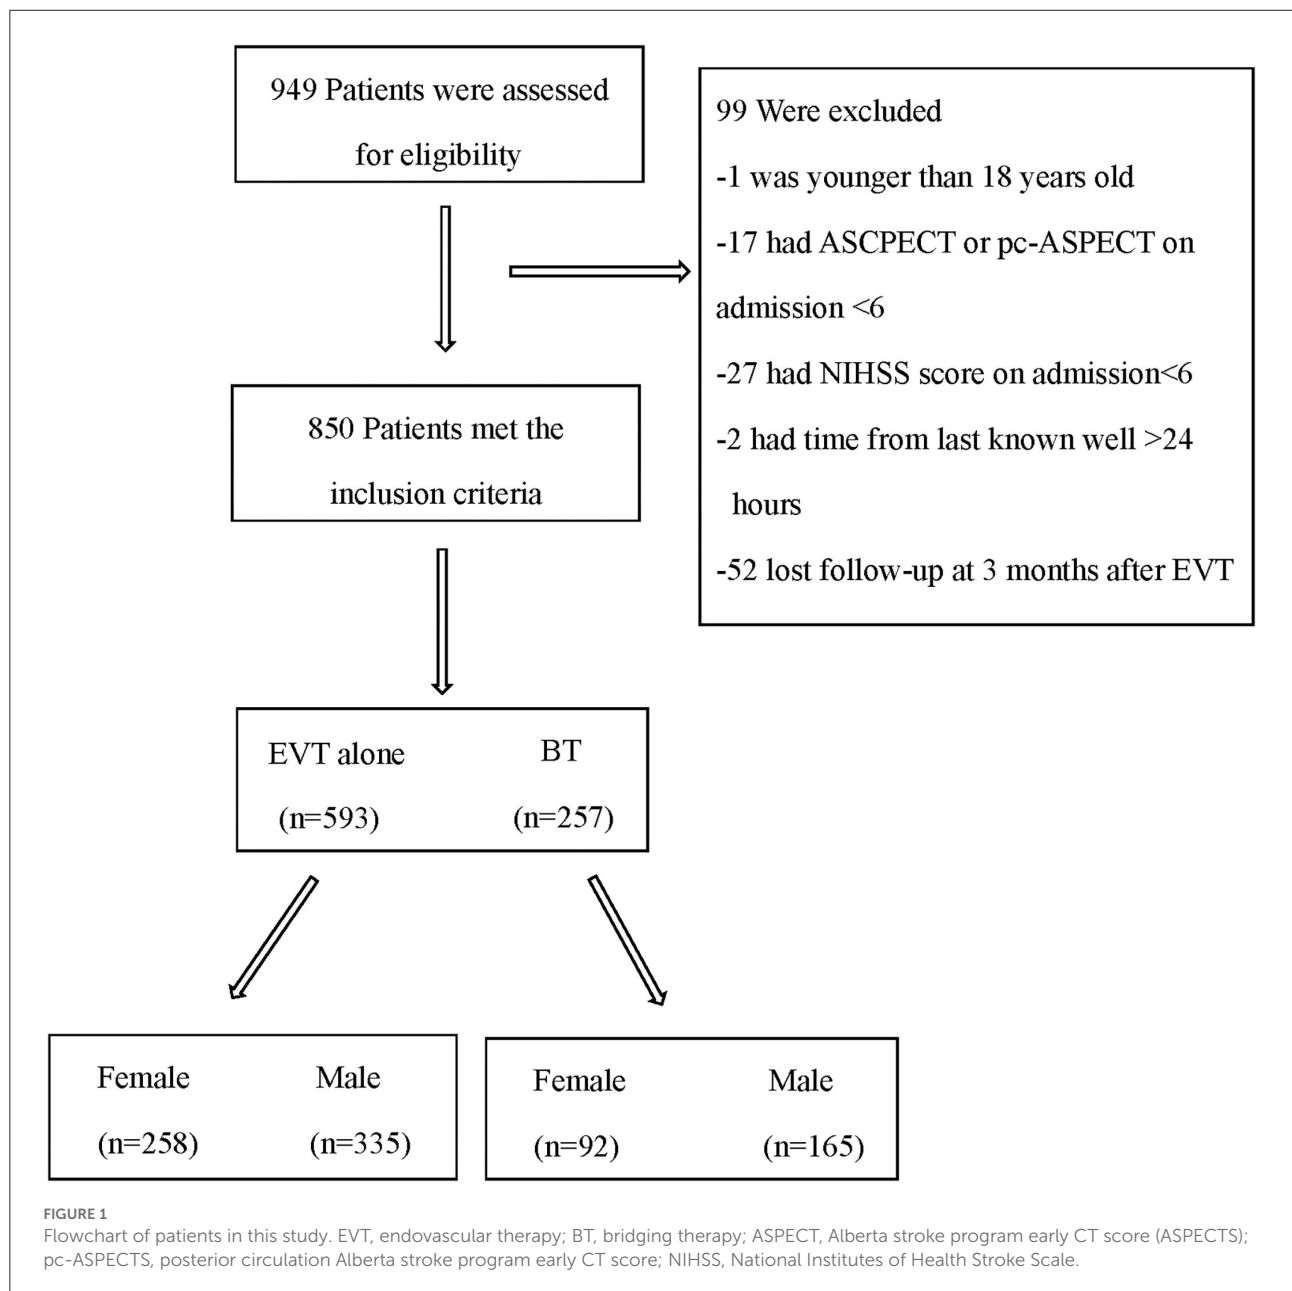 949 Patients were assessed
for eligibility
99 Were excluded
-1 was younger than 18 years old
-17 had ASCPECT or pc-ASPECT on
admission <6
-27 had NIHSS score on admission<6
-2 had time from last known well >24
hours
-52 lost follow-up at 3 months after EVT
850 Patients met the
inclusion criteria
EVT alone BT
(n=593) (n=257)
Female Male
(n=258) (n=335)
Female Male
(n=92) (n=165)
FIGURE 1
Flowchart of patients in this study. EVT, endovascular therapy; BT, bridging therapy; ASPECT, Alberta stroke program early CT score (ASPECTS);
pc-ASPECTS, posterior circulation Alberta stroke program early CT score; NIHSS, National Institutes of Health Stroke Scale.